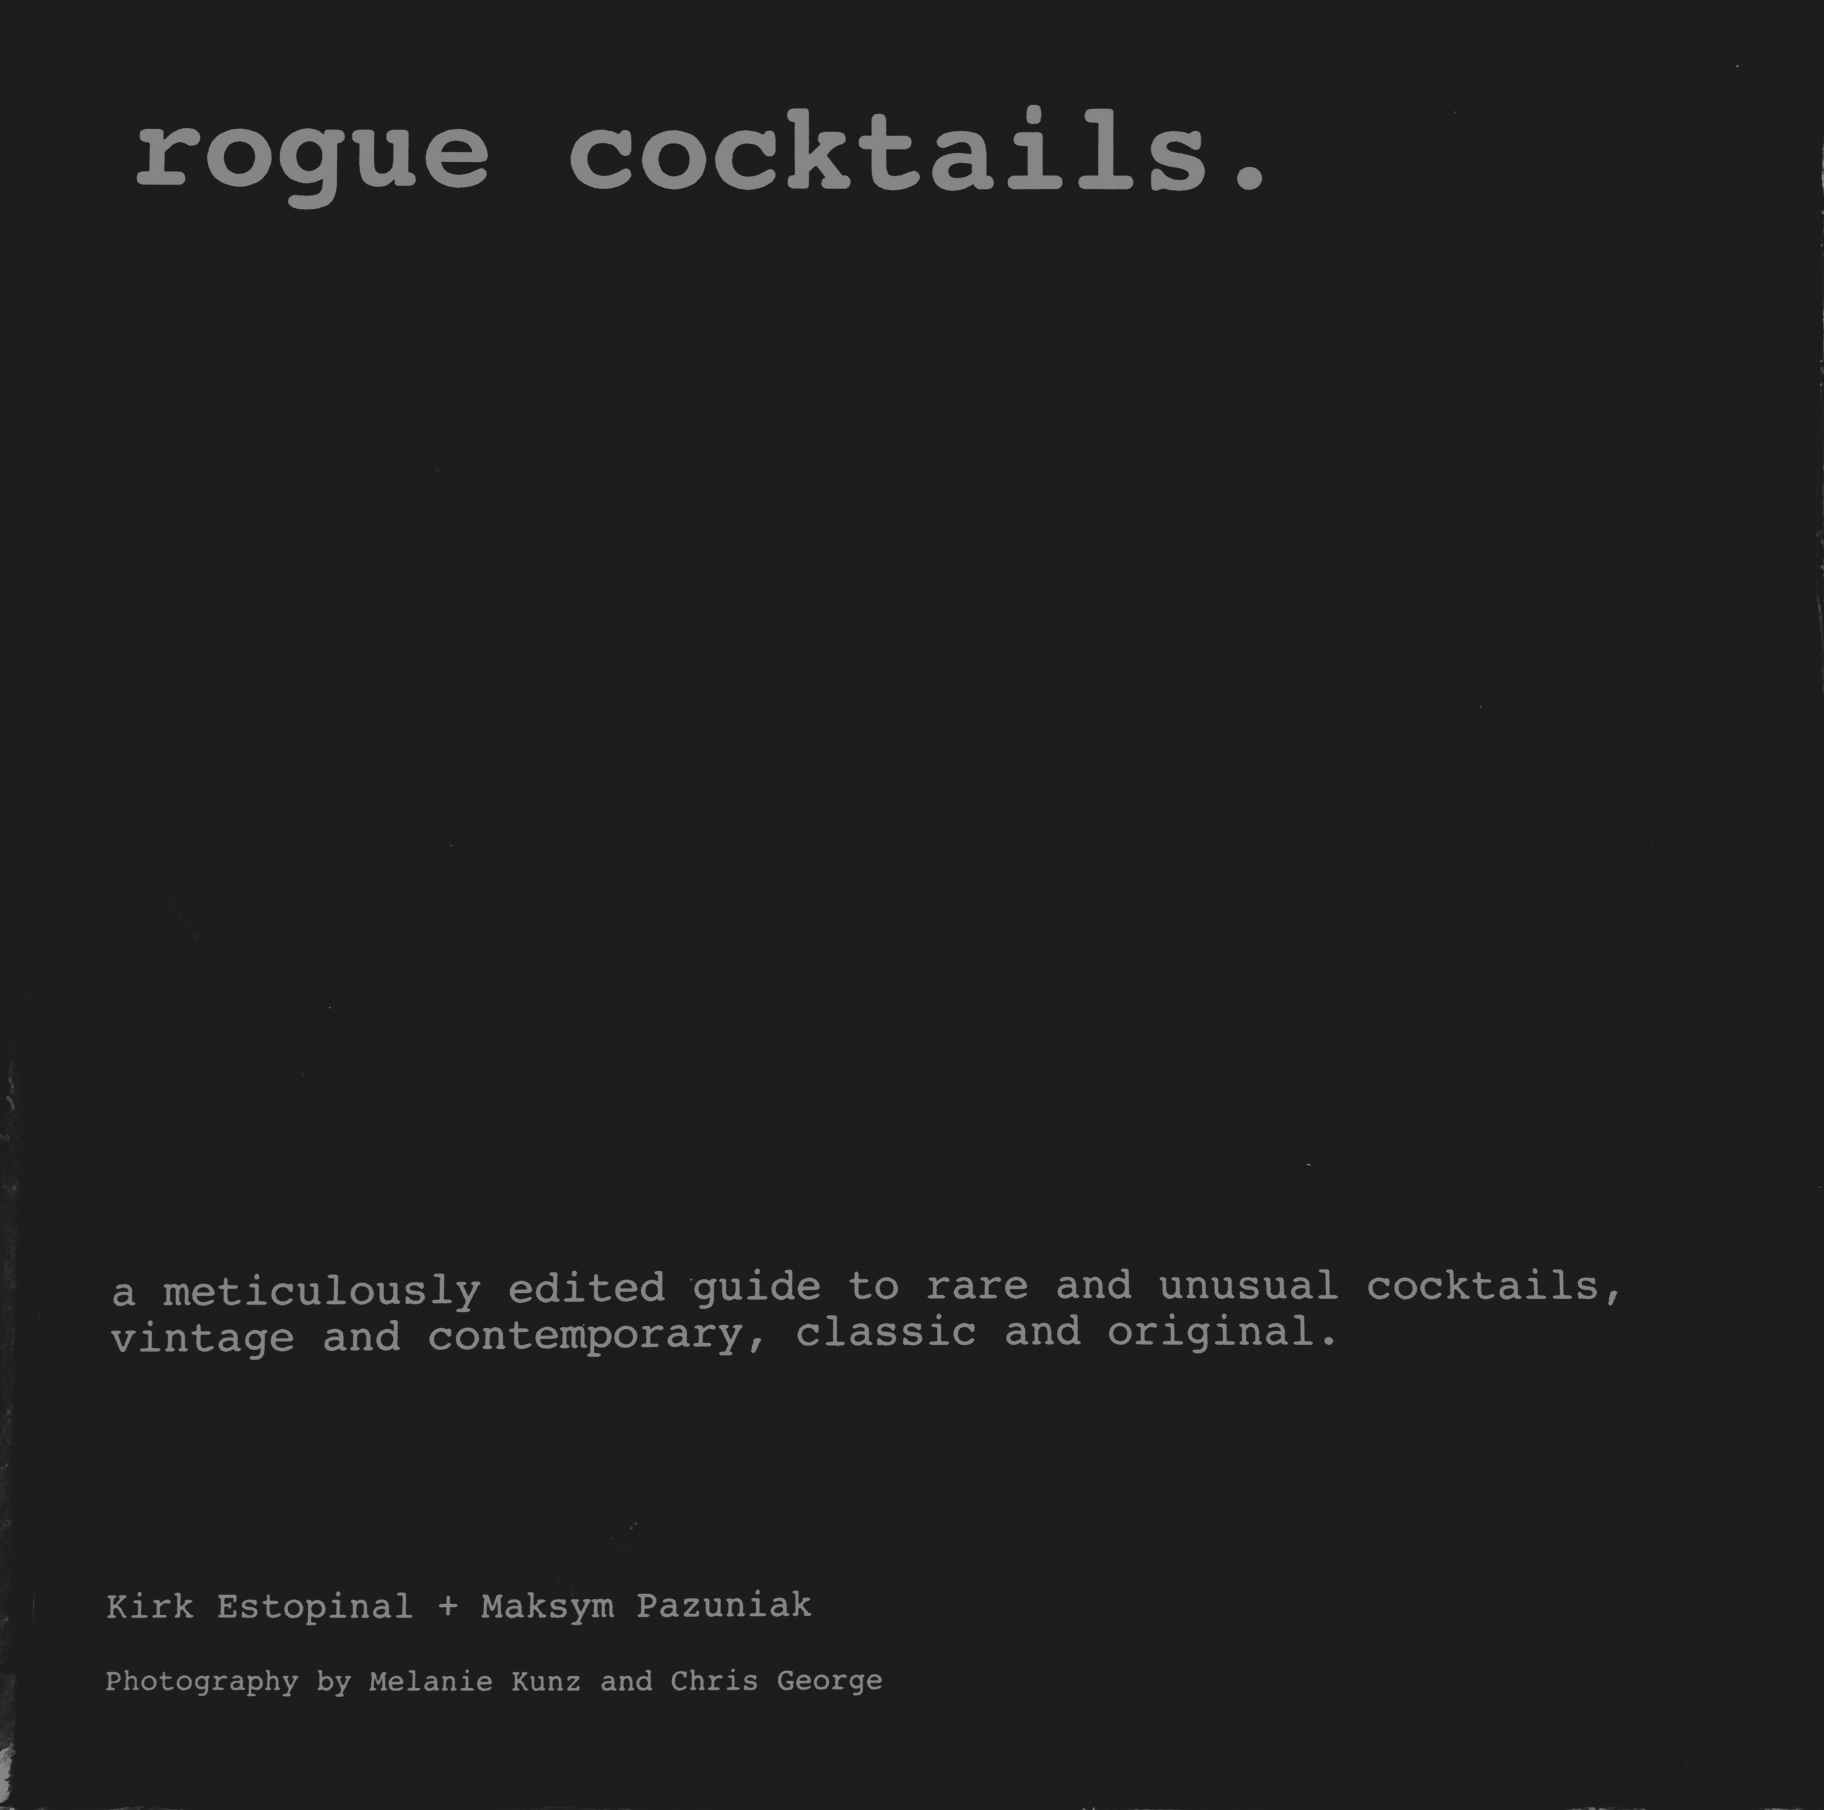 rogue cocktails.
a meticulously edited guide to rare and unusual cocktails,
vintage and contemporary, classic and original.
Kirk Estopinal + Maksym Pazuniak
Photography by Melanie Kunz and Chris George